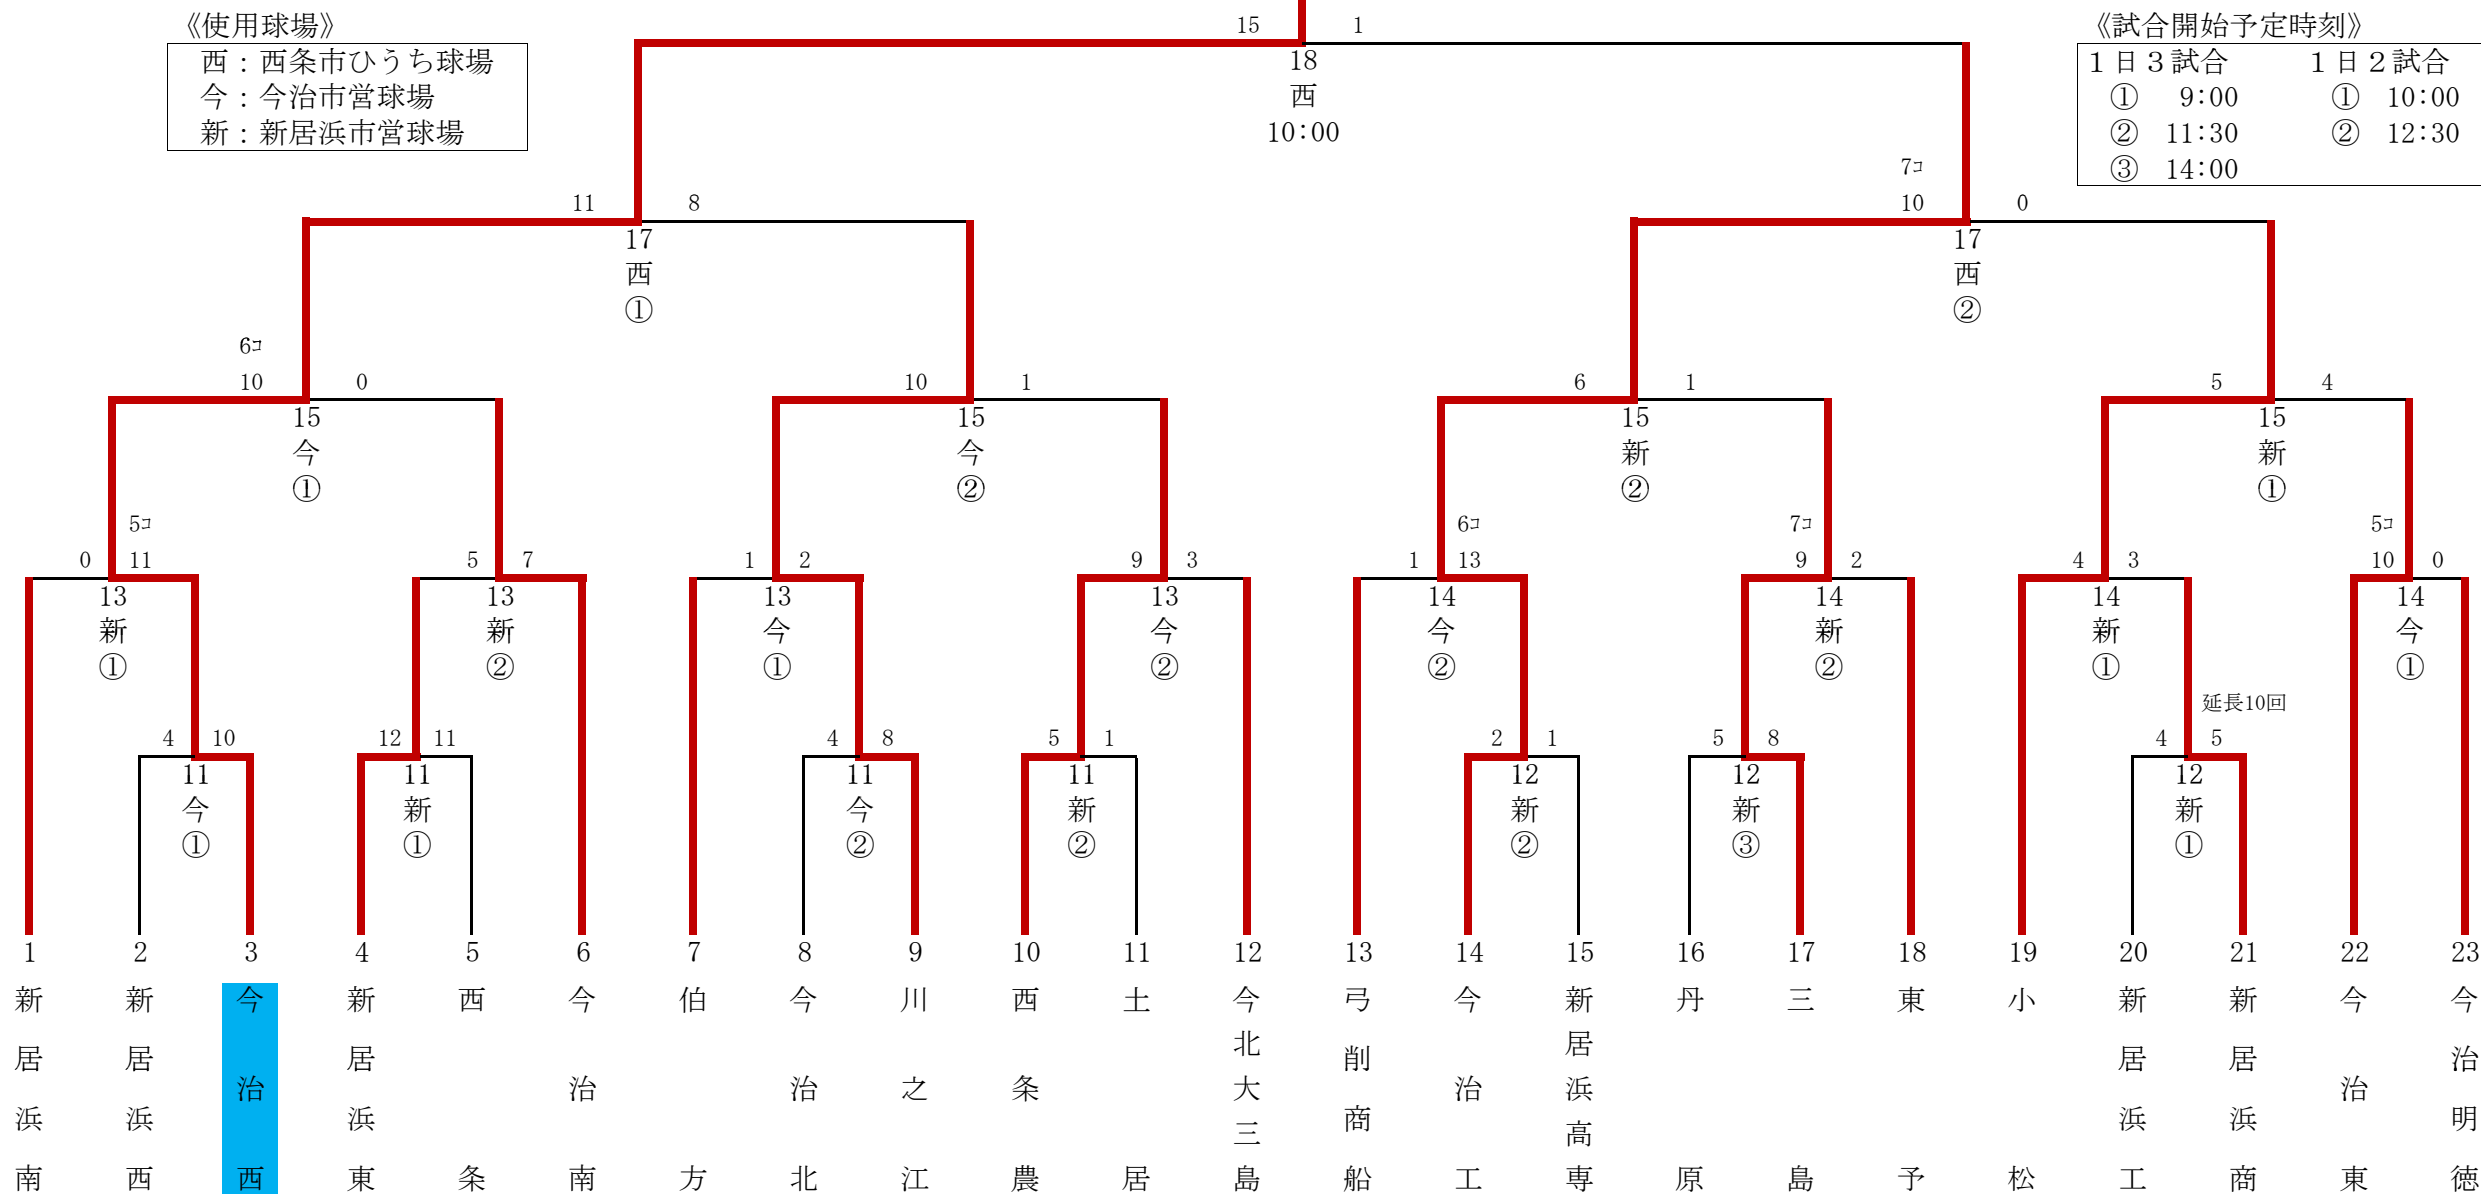 《使用球場》
西：西条市ひうち球場
今：今治市営球場
新：新居浜市営球場
15 1
18
西
10:00
《試合開始予定時刻》
１日３試合 １日２試合
① 9:00 ① 10:00
② 11:30 ② 12:30
③ 14:00
7ｺ
11 8 10 0
17 17
西 西
① ②
6ｺ
10 0 10 1 6 1 5 4
15 15 15 15
今 今 新 新
① ② ② ①
5ｺ 6ｺ 7ｺ 5ｺ
0 11 5 7 1 2 9 3 1 13 9 2 4 3 10 0
13 13 13 13 14 14 14 14
新 新 今 今 今 新 新 今
① ② ① ② ② ② ① ①
延長10回
4 10 12 11 4 8 5 1 2 1 5 8 4 5
11 11 11 11 12 12 12
今 新 今 新 新 新 新
① ① ② ② ② ③ ①
1 2 3 4 5 6 7 8 9 10 11 12 13 14 15 16 17 18 19 20 21 22 23
新居浜南
新居浜西
今治西
新居浜東
西条
今治南
伯方
今治北
川之江
西条農
土居
今北大三島
弓削商船
今治工
新居浜高専
丹原
三島
東予
小松
新居浜工
新居浜商
今治東
今治明徳